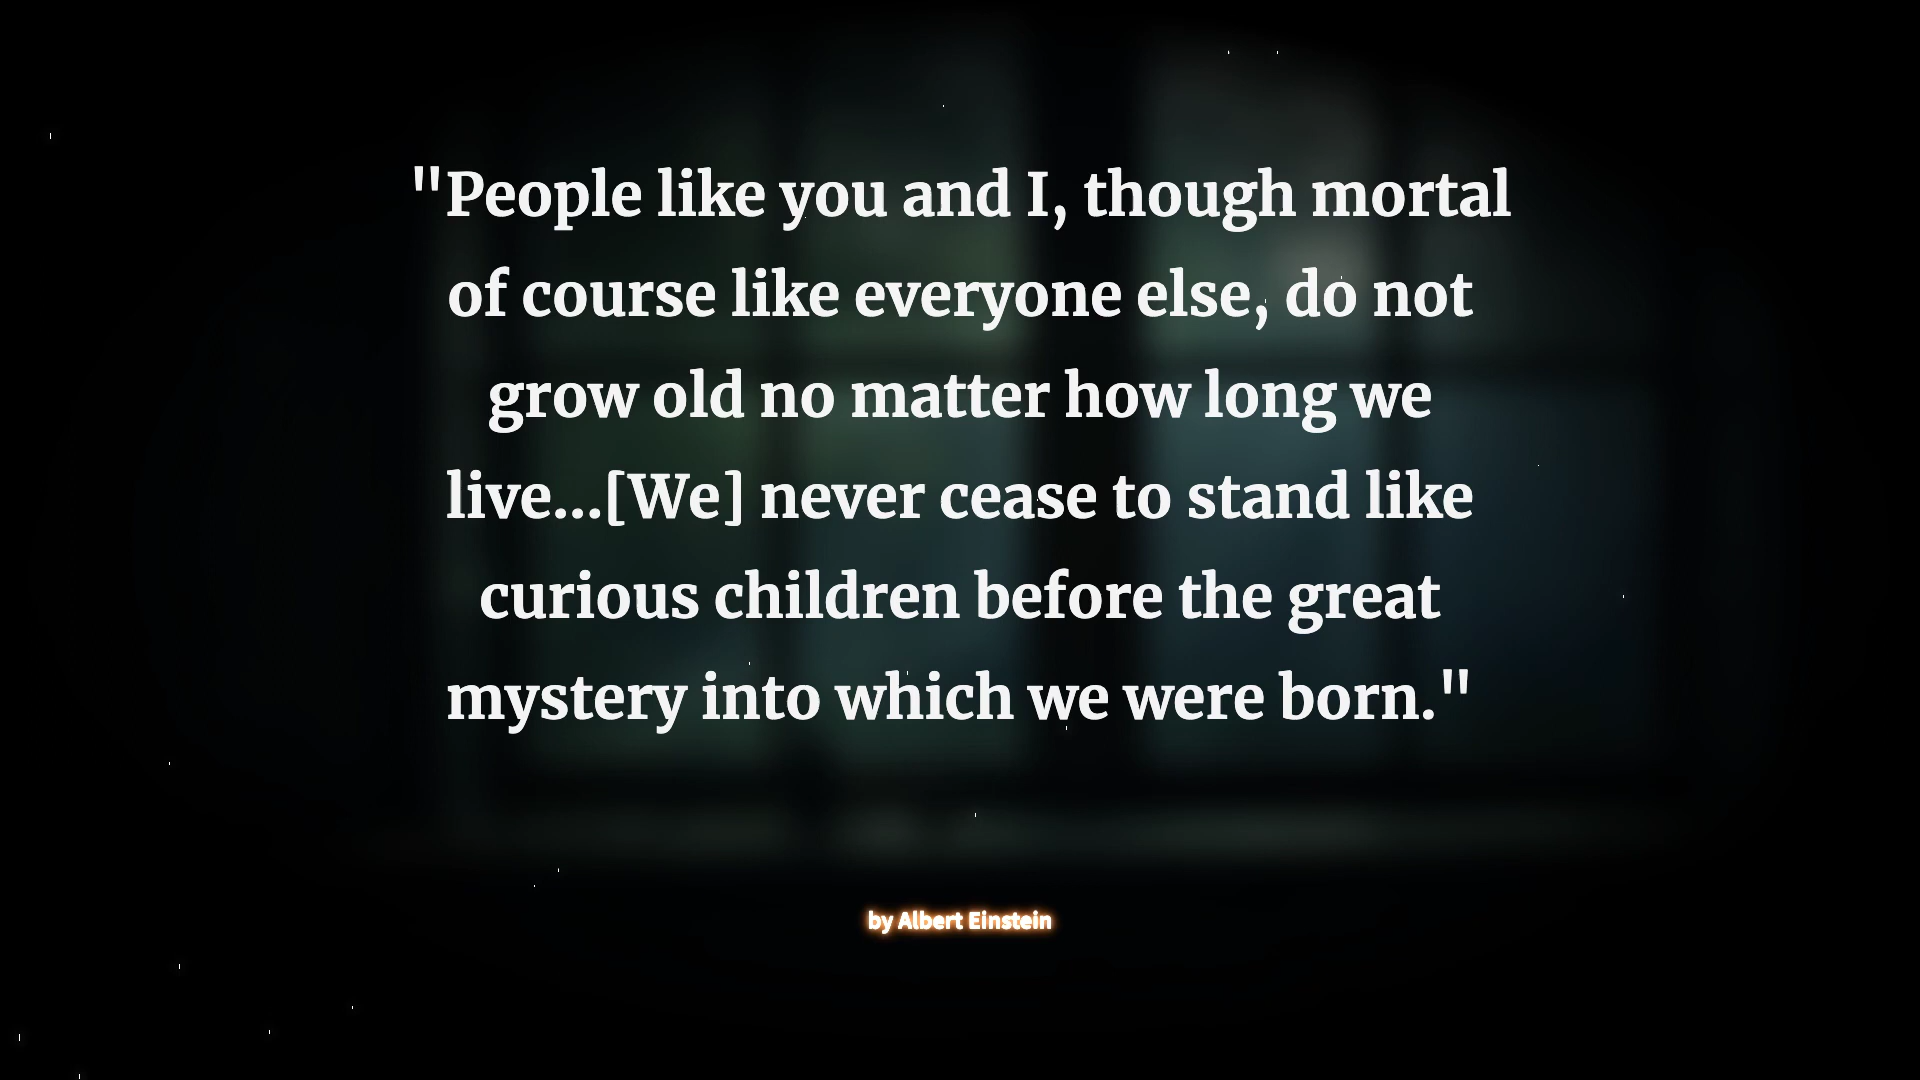 "People like you and I, though mortal
of course like everyone else, do not
grow old no matter how long we
live...[We] never cease to stand like
curious children before the great
mystery into which we were born."
by Albert Einstein